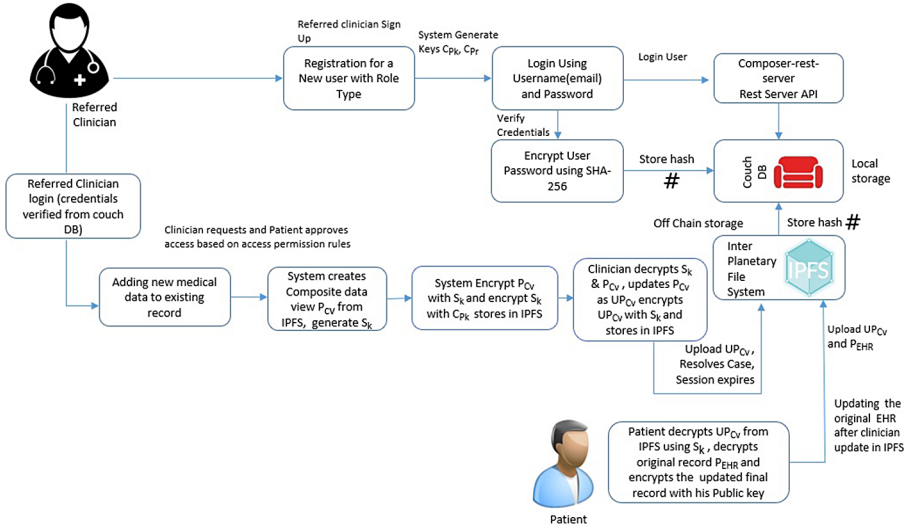 Referred clinician Sign
Up
System Generate
Keys CPk, CPr
Registration for a
New user with Role
Type
Login Using
Username(email)
and Password
Login User
Composer-rest-
server
Rest Server API
Referred
Clinician
Verify
Credentials
Encrypt User
Password using SHA-
256
Store hash
#
Couch
DB
Local
storage
Referred Clinician
login (credentials
verified from couch
DB)
Off Chain storage
Store hash #
Clinician requests and Patient approves
access based on access permission rules
Inter
Planetary
File
System
IPFS
Adding new medical
data to existing
record
System creates
Composite data
view PCv from
IPFS, generate Sk
System Encrypt PCv
with Sk and encrypt Sk
with CPk stores in IPFS
Clinician decrypts Sk
& PCv , updates PCv
as UPCv encrypts
UPCv with Sk and
stores in IPFS
Upload UPCv ,
Resolves Case,
Session expires
Upload UPCv
and PEHR
Updating the
original EHR
after clinician
update in IPFS
Patient decrypts UPCv from
IPFS using Sk , decrypts
original record PEHR and
encrypts the updated final
record with his Public key
Patient